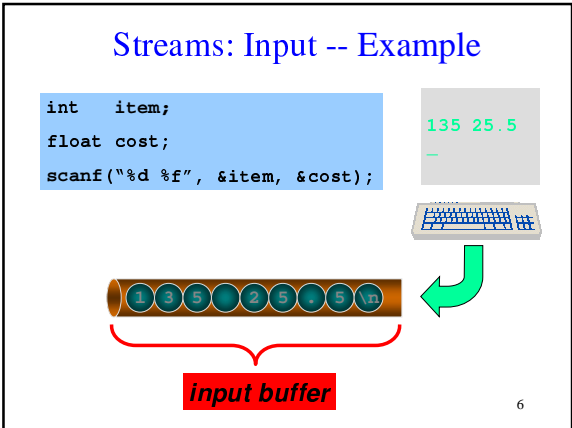 Streams: Input -- Example
int   item;
float cost;
scanf(“%d %f”, &item, &cost);
135 25.5
_
1 3 5   2 5 . 5 \n
input buffer
6